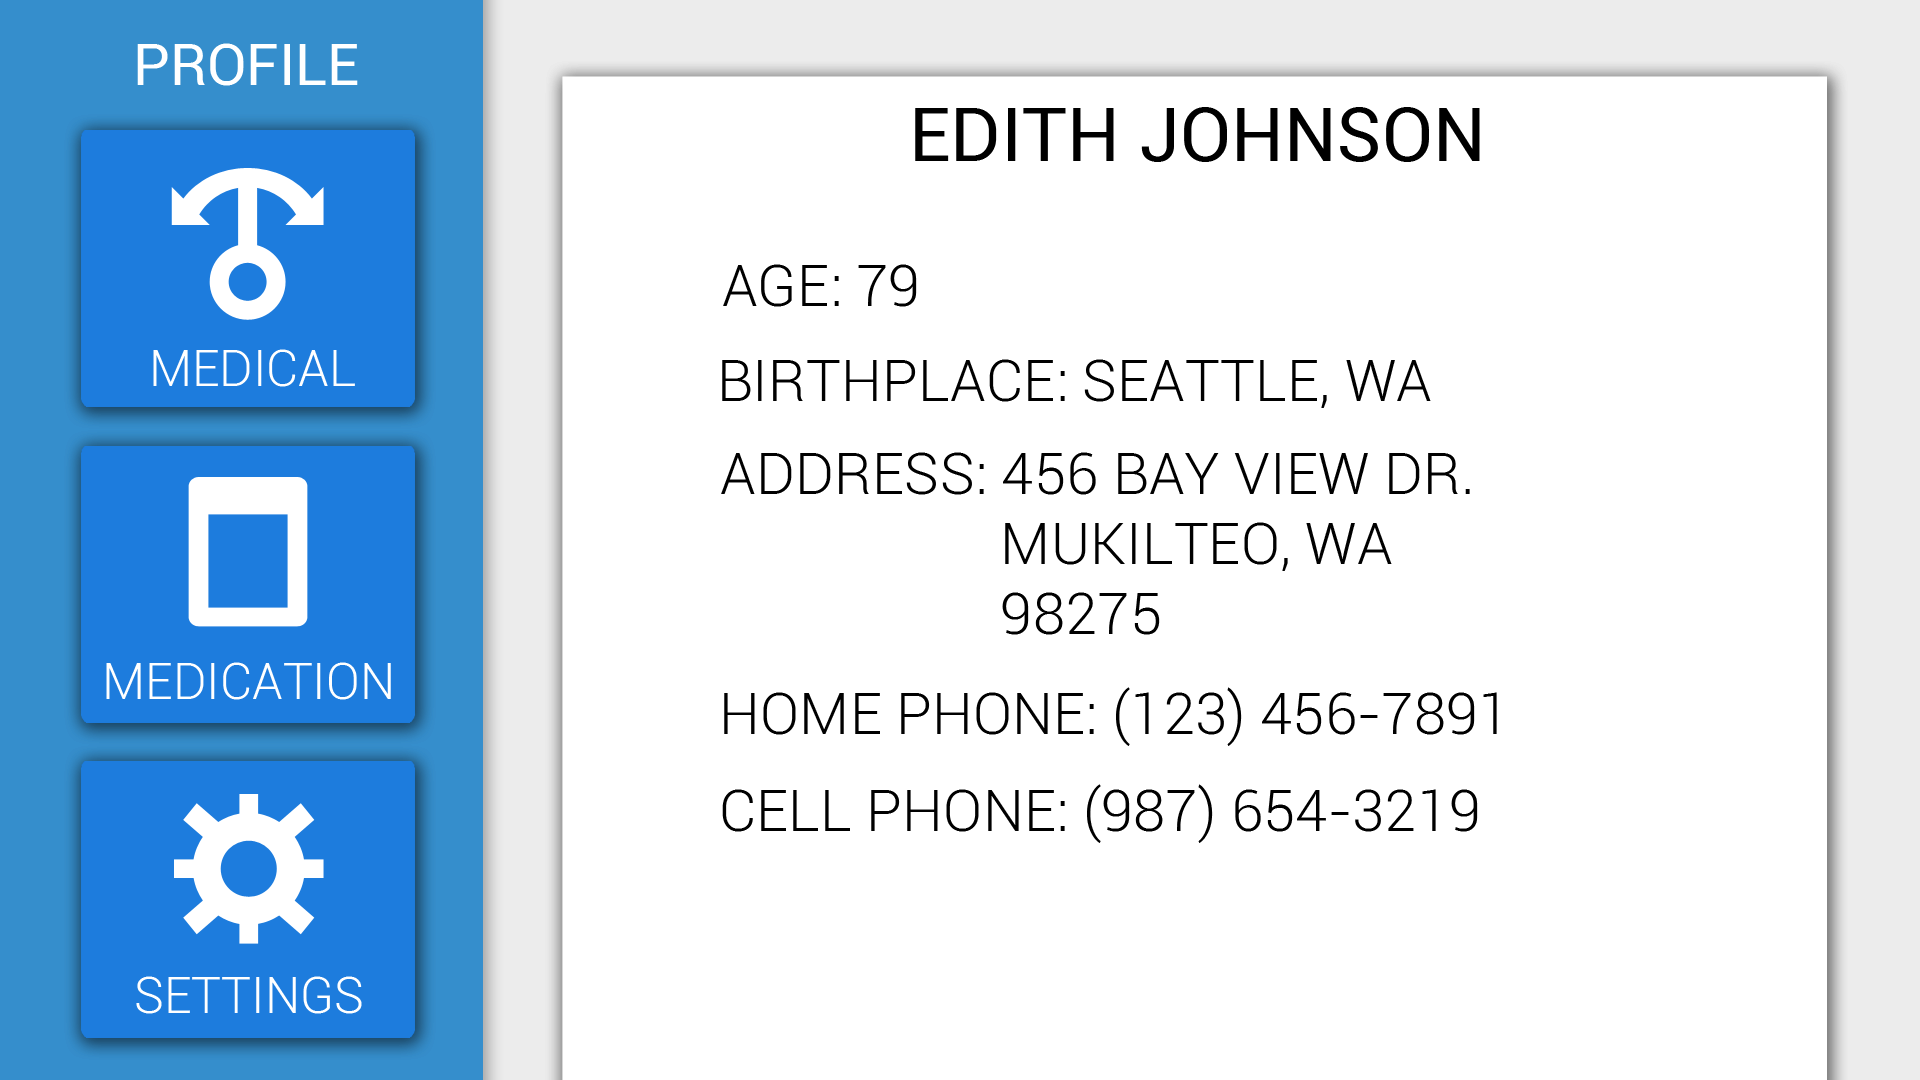 PROFILE
MEDICAL
MEDICATION
SETTINGS
EDITH JOHNSON
AGE: 79
BIRTHPLACE: SEATTLE, WA
ADDRESS: 456 BAY VIEW DR.
MUKILTEO, WA
98275
HOME PHONE: (123) 456-7891
CELL PHONE: (987) 654-3219